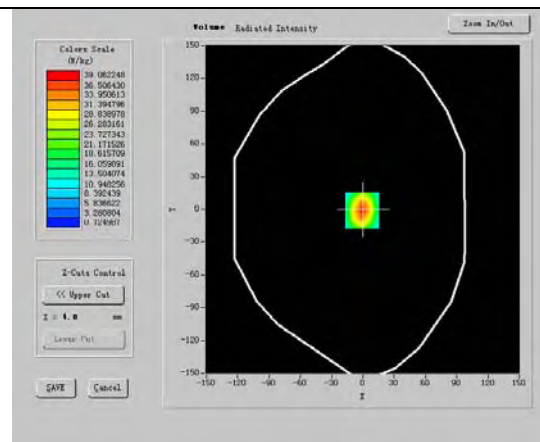 Volume Radiated Intensity
Zoom In/Out
Colors Scale
(W/kg)
39.062248
36.506430
33.950613
31.394796
28.838978
26.283161
23.727343
21.171526
18.615709
16.059891
13.504074
10.948256
8.392439
5.836622
3.280804
0.724987
Z-Cuts Control
<< Upper Cut
Z = 4.0 mm
Lower Cut
SAVE
Cancel
150
120
90
60
30
0
-30
-60
-90
-120
-150
Y
-150 -120 -90 -60 -30 0 30 60 90 120 150
X